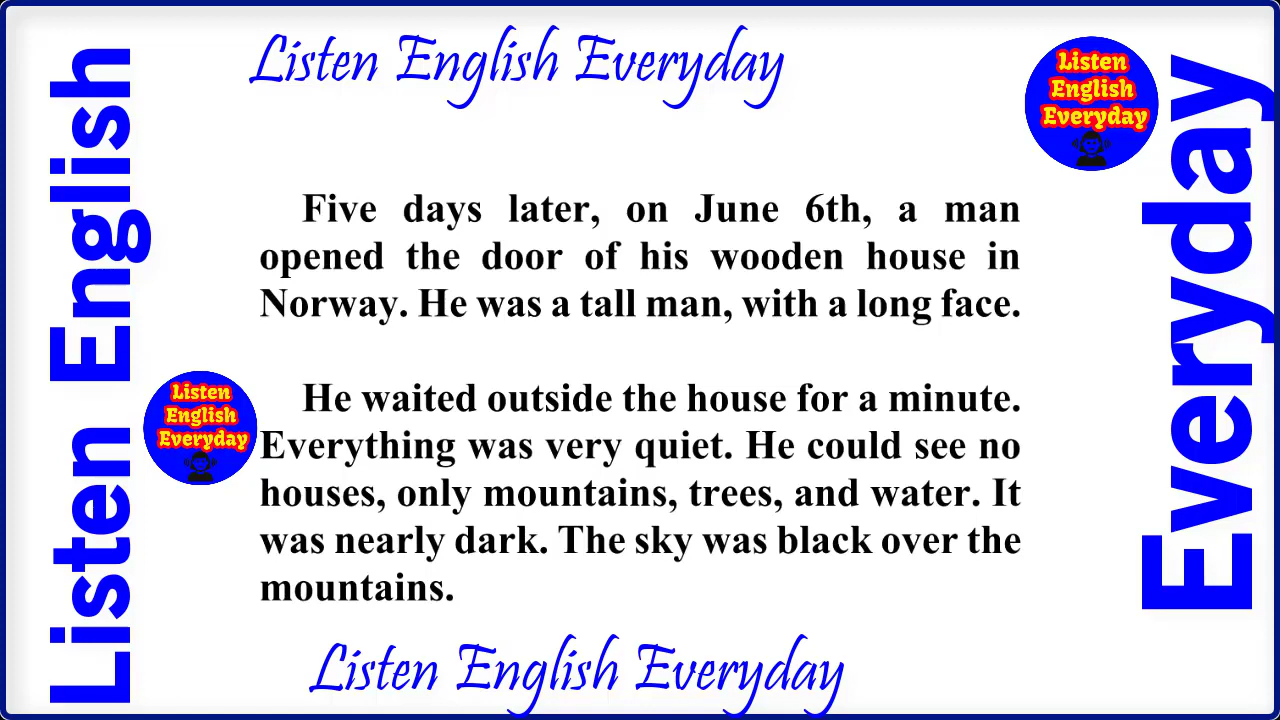 Listen English Everyday
Listen
English
Everyday
Listen English
Everyday
Five days later, on June 6th, a man
opened the door of his wooden house in
Norway. He was a tall man, with a long face.
He waited outside the house for a minute.
Everything was very quiet. He could see no
houses, only mountains, trees, and water. It
was nearly dark. The sky was black over the
mountains.
Listen
English
Everyday
Listen English Everyday